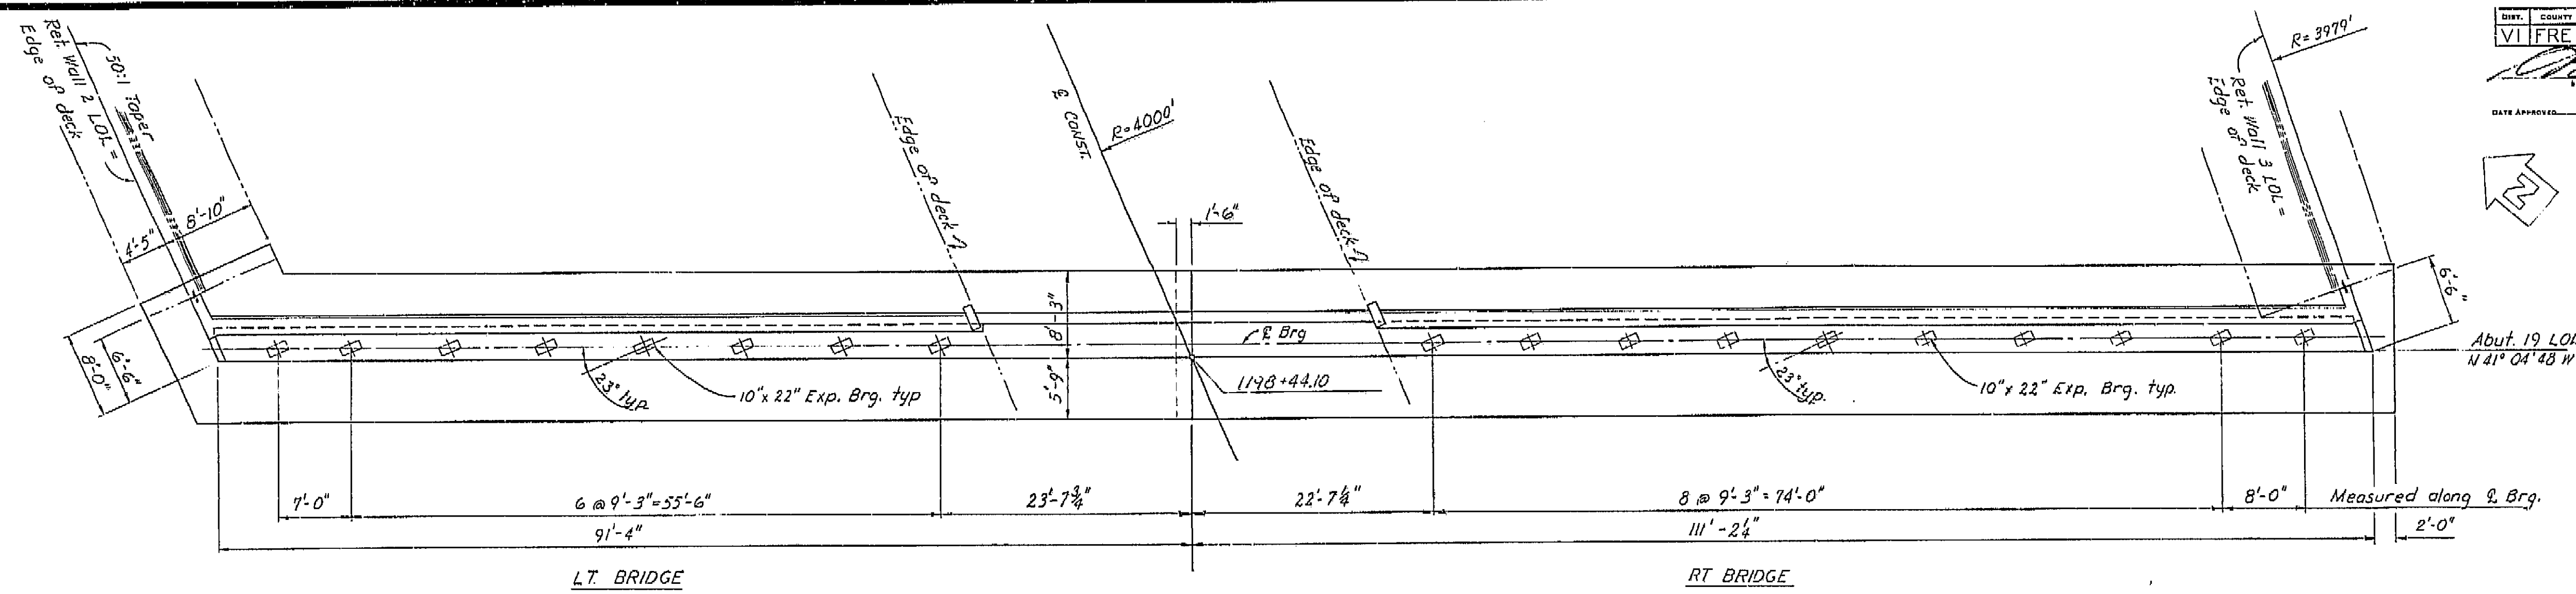 Ret. Wall 2 LOL =
Edge of deck
50:1 Taper
8'-10"
4'-5"
8'-0"
6'-6"
Edge of deck
℄ CONST.
R=4000'
1'-6"
Edge of deck
Ret. Wall 3 LOL =
Edge of deck
R=3979'
DIST. COUNTY
VI FRE
DATE APPROVED
N
6'-6"
8'-3"
5'-9"
℄ Brg
1198+44.10
23° typ.
10"x 22" Exp. Brg. typ
23° typ.
10"x 22" Exp. Brg. typ.
Abut. 19 LOL
N 41° 04' 48 W
7'-0"
6 @ 9'-3"=55'-6"
23'-7¾"
22'-7¼"
8 @ 9'-3" = 74'-0"
8'-0"
Measured along ℄ Brg.
91'-4"
111'-2¼"
2'-0"
LT. BRIDGE
RT BRIDGE